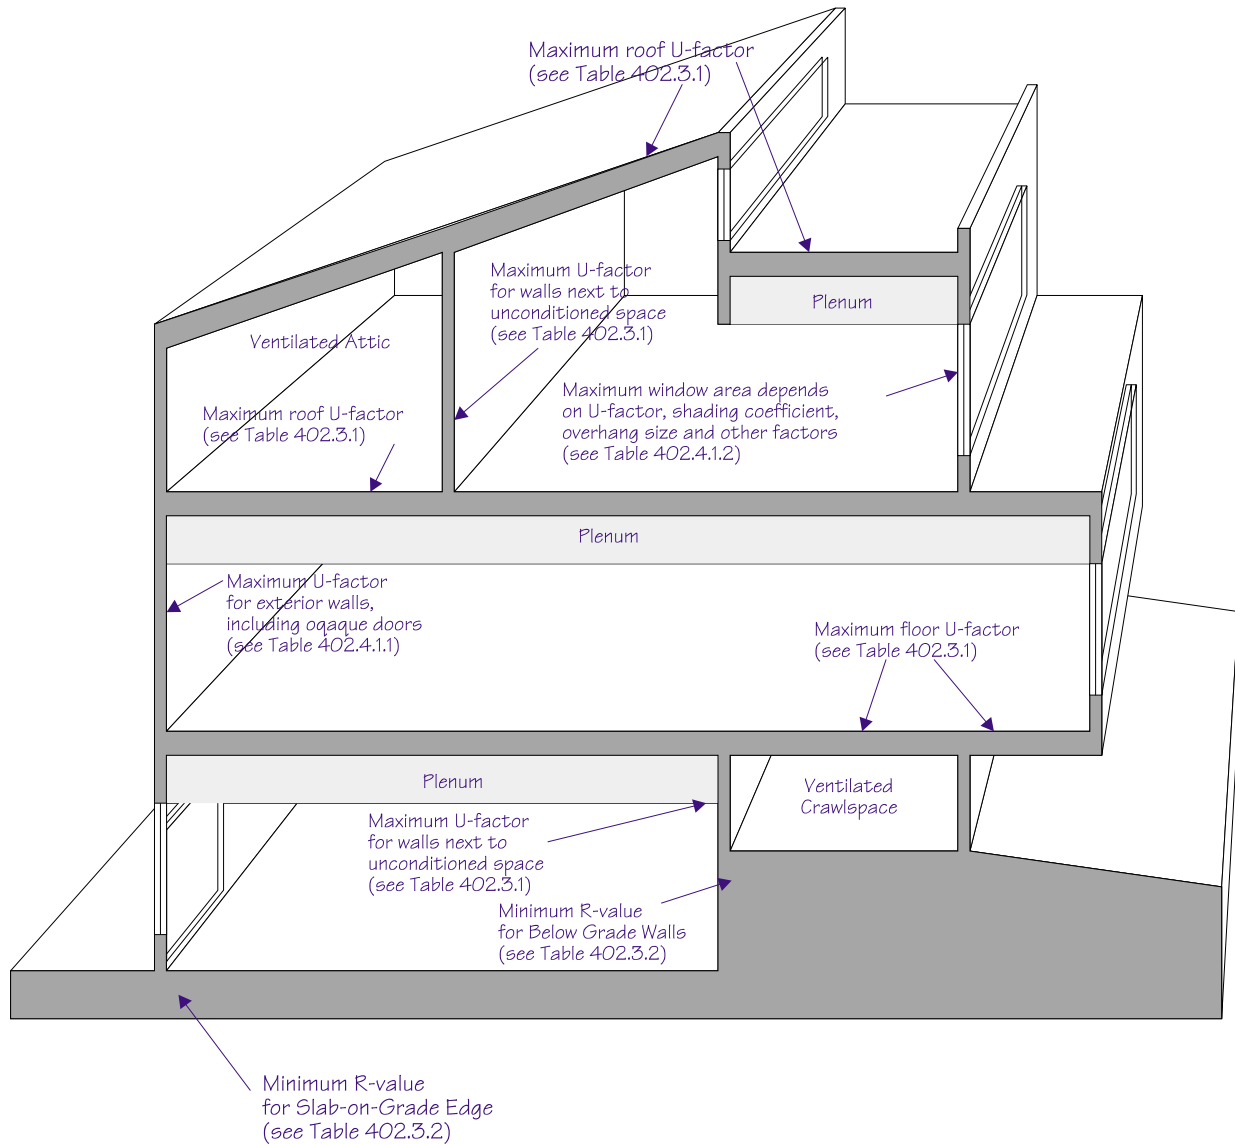 Maximum roof U-factor
(see Table 402.3.1)
Maximum U-factor
for walls next to
unconditioned space
(see Table 402.3.1)
Plenum
Ventilated Attic
Maximum roof U-factor
(see Table 402.3.1)
Maximum window area depends
on U-factor, shading coefficient,
overhang size and other factors
(see Table 402.4.1.2)
Plenum
Maximum U-factor
for exterior walls,
including oqaque doors
(see Table 402.4.1.1)
Maximum floor U-factor
(see Table 402.3.1)
Plenum
Ventilated
Crawlspace
Maximum U-factor
for walls next to
unconditioned space
(see Table 402.3.1)
Minimum R-value
for Below Grade Walls
(see Table 402.3.2)
Minimum R-value
for Slab-on-Grade Edge
(see Table 402.3.2)